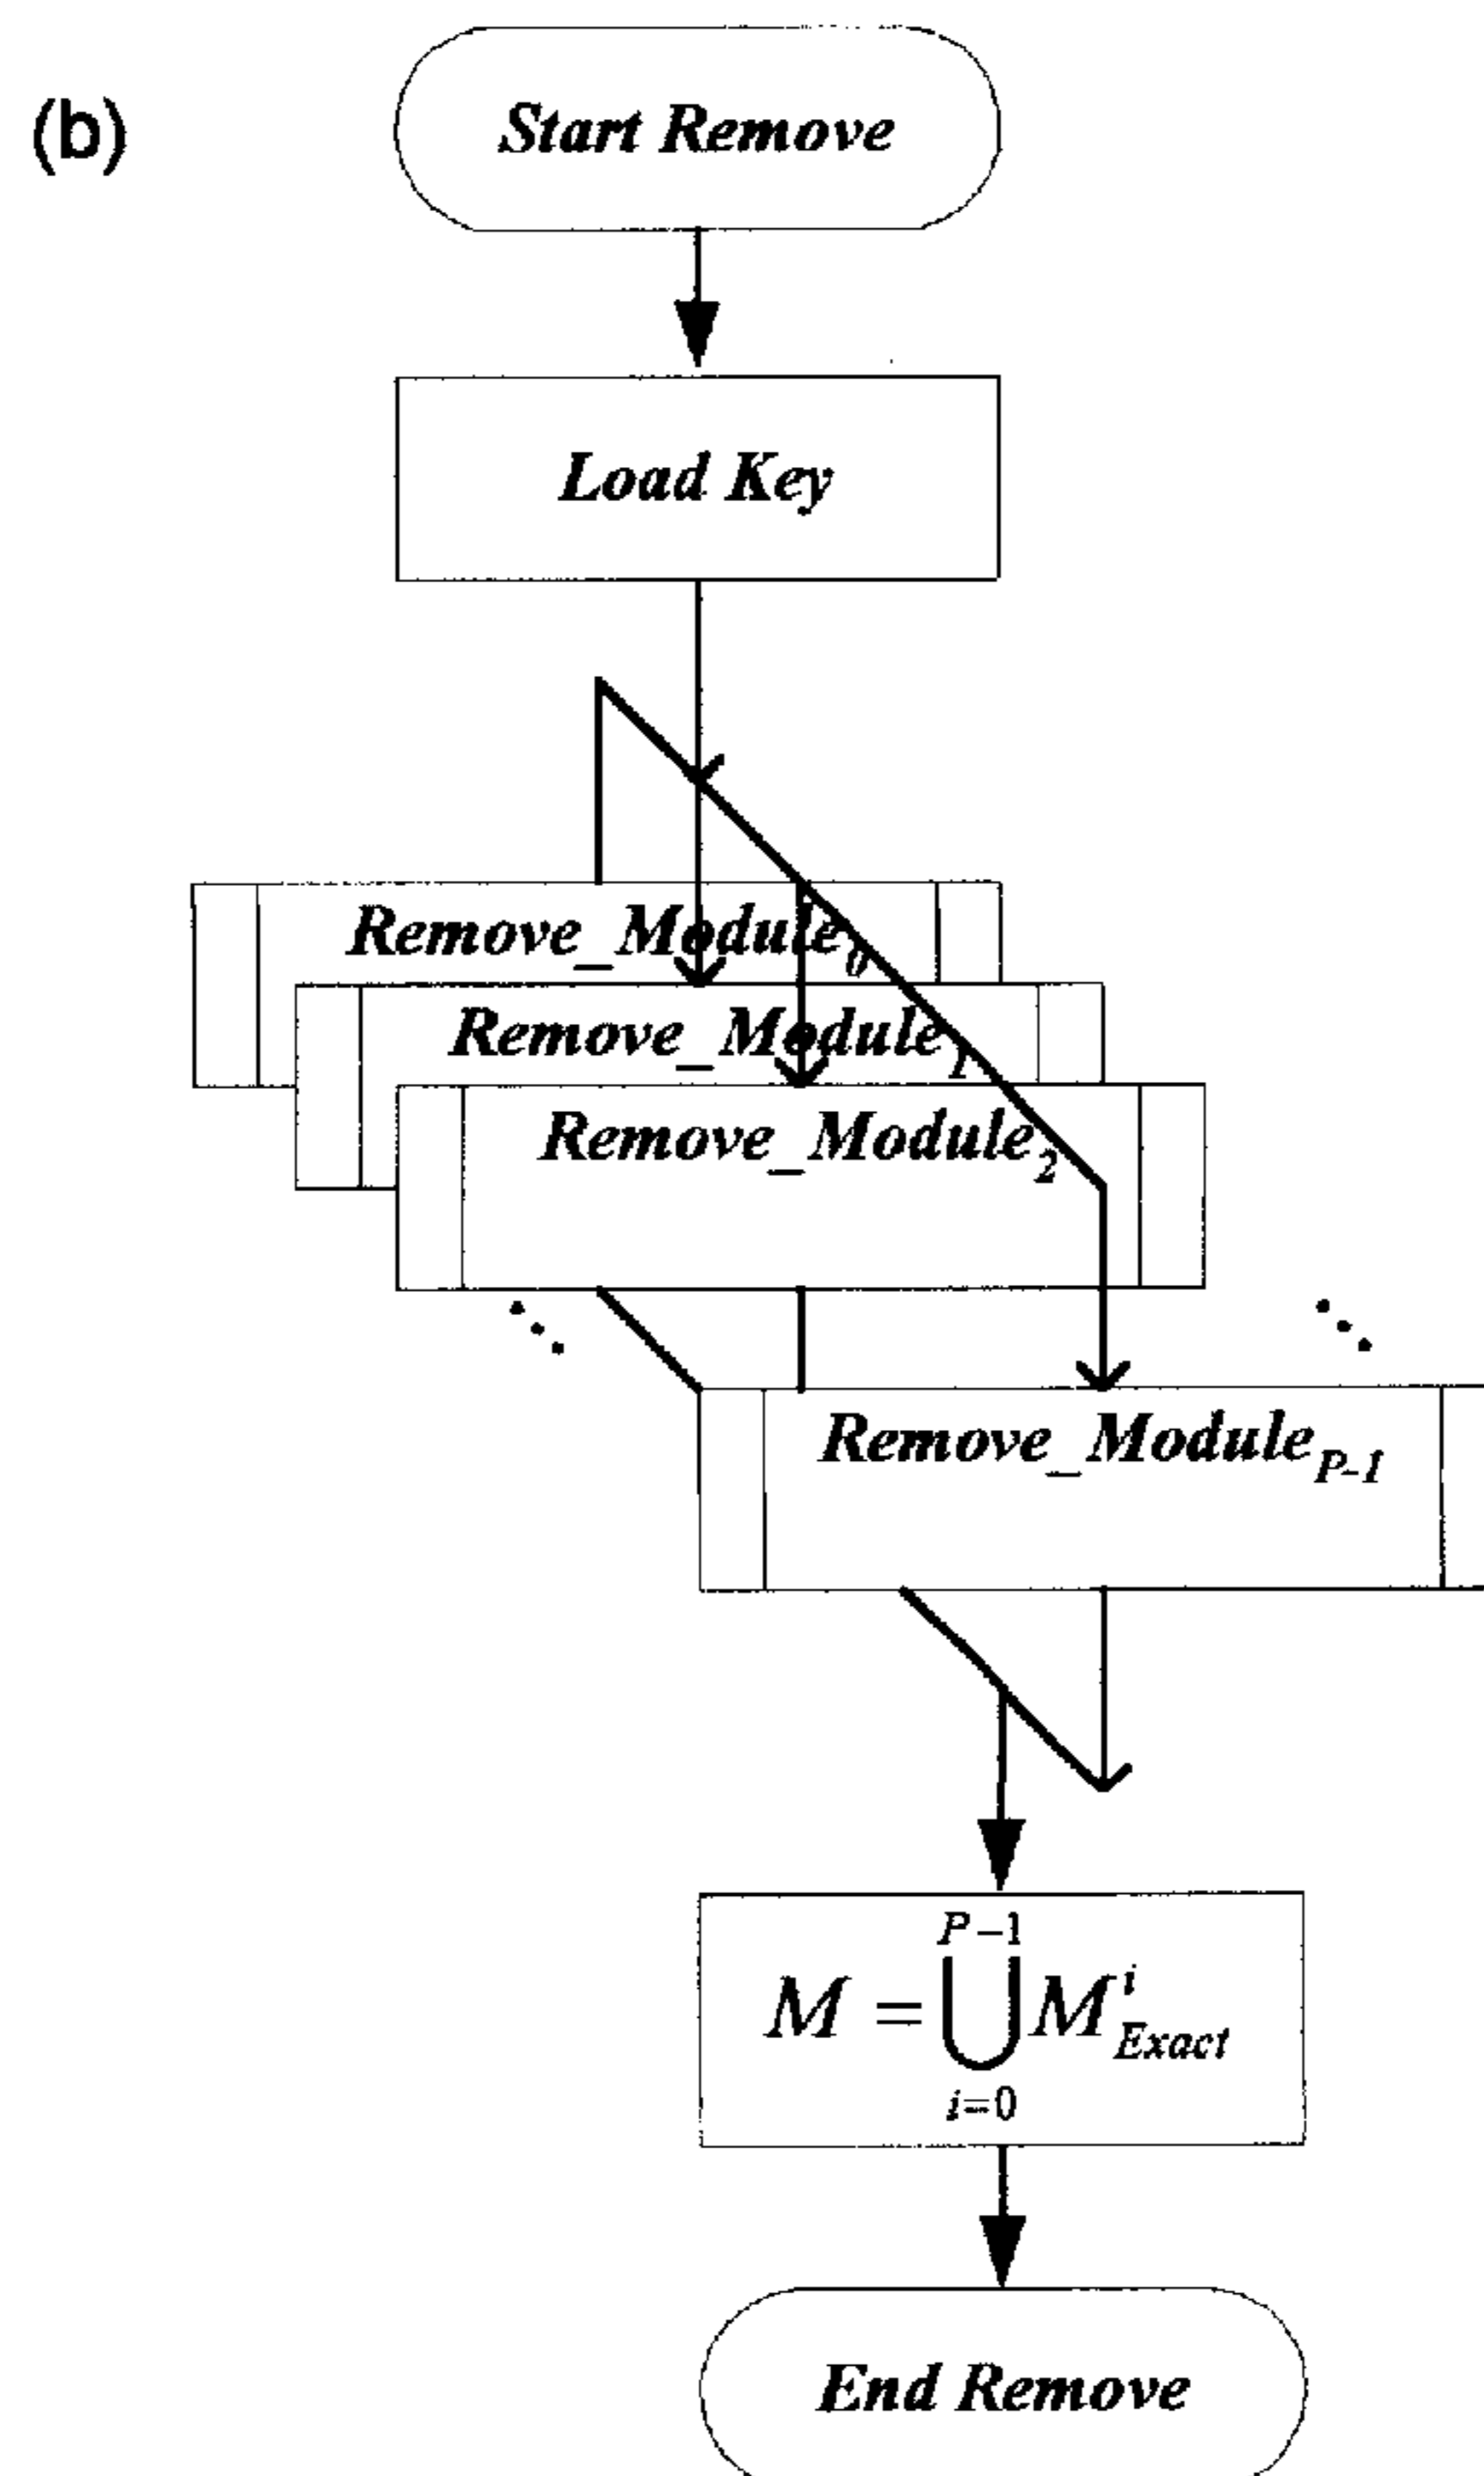 (b)
Start Remove
Load Key
Remove_Module0
Remove_Module1
Remove_Module2
Remove_ModuleP-1
P-1
M = ⋃ M^i_Exact
i=0
End Remove